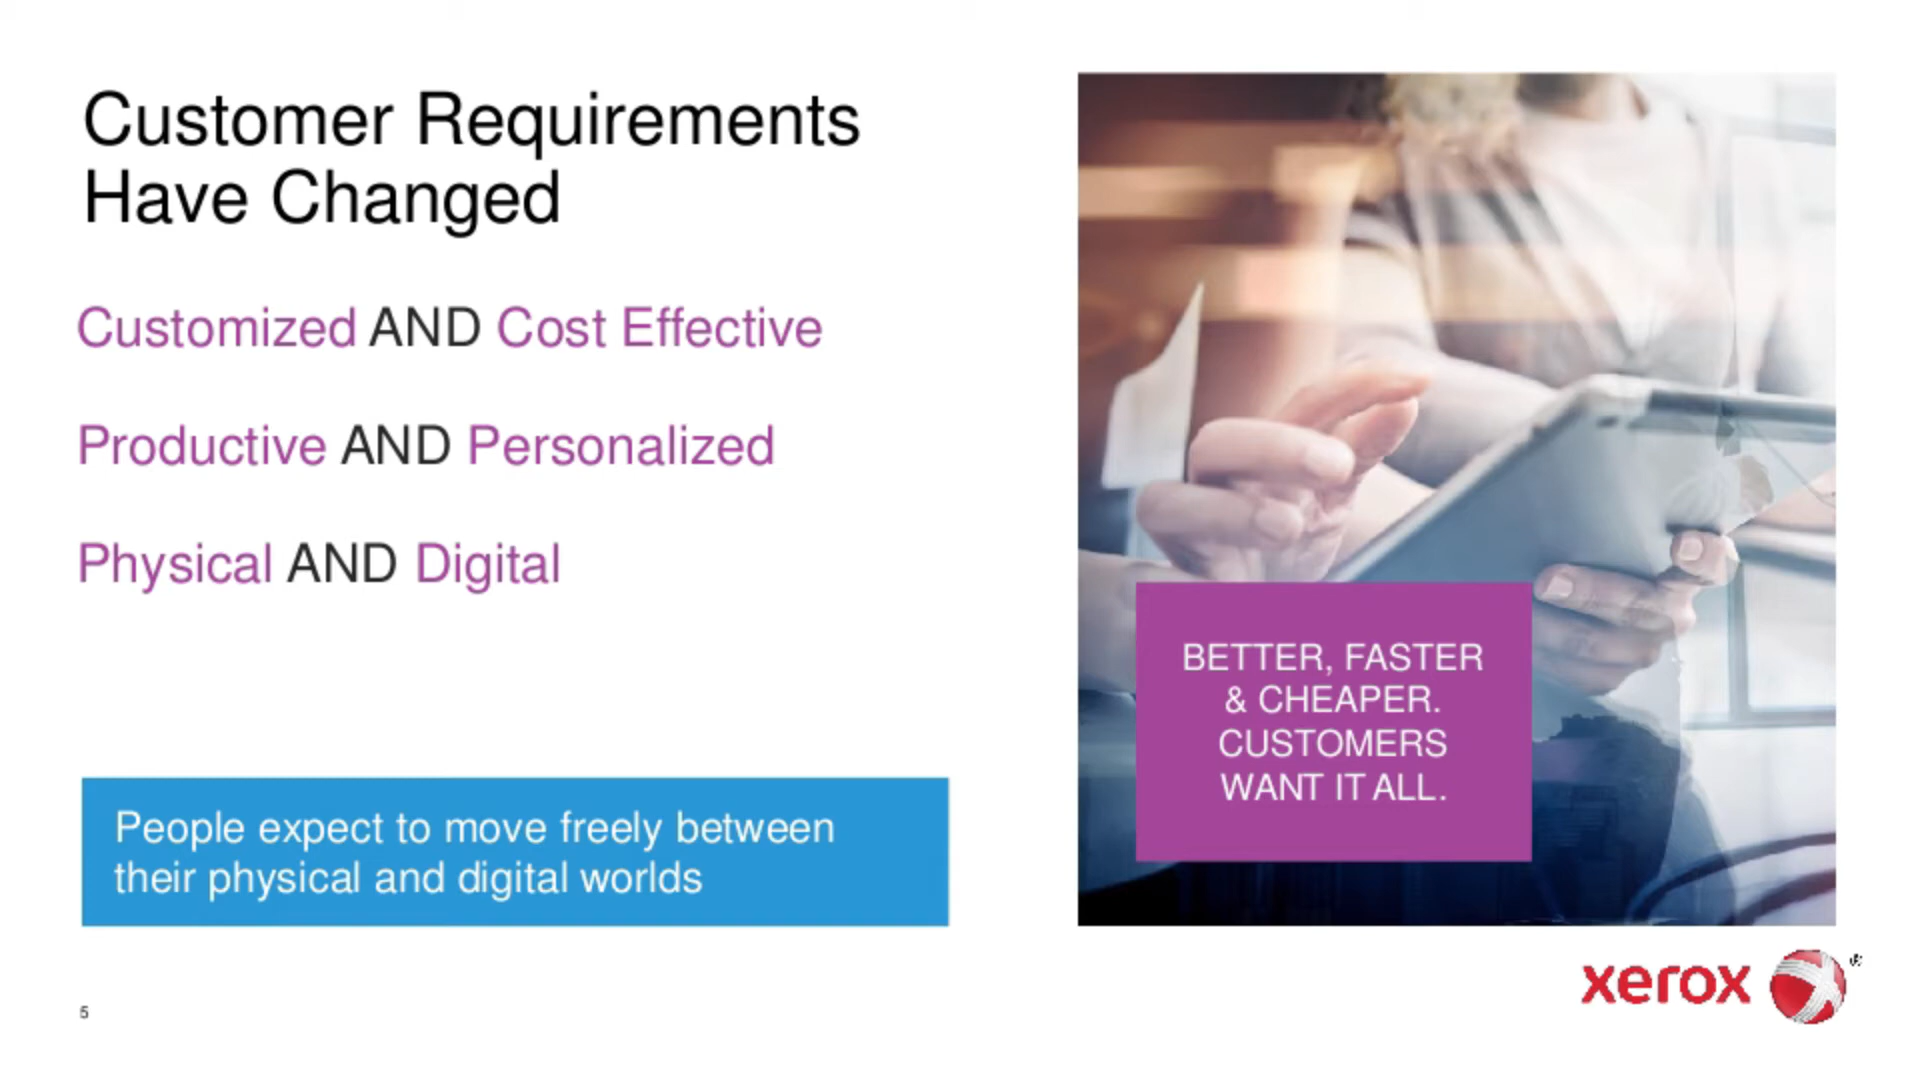 Customer Requirements
Have Changed
Customized AND Cost Effective
Productive AND Personalized
Physical AND Digital
People expect to move freely between
their physical and digital worlds
BETTER, FASTER
& CHEAPER.
CUSTOMERS
WANT IT ALL.
5
xerox ®